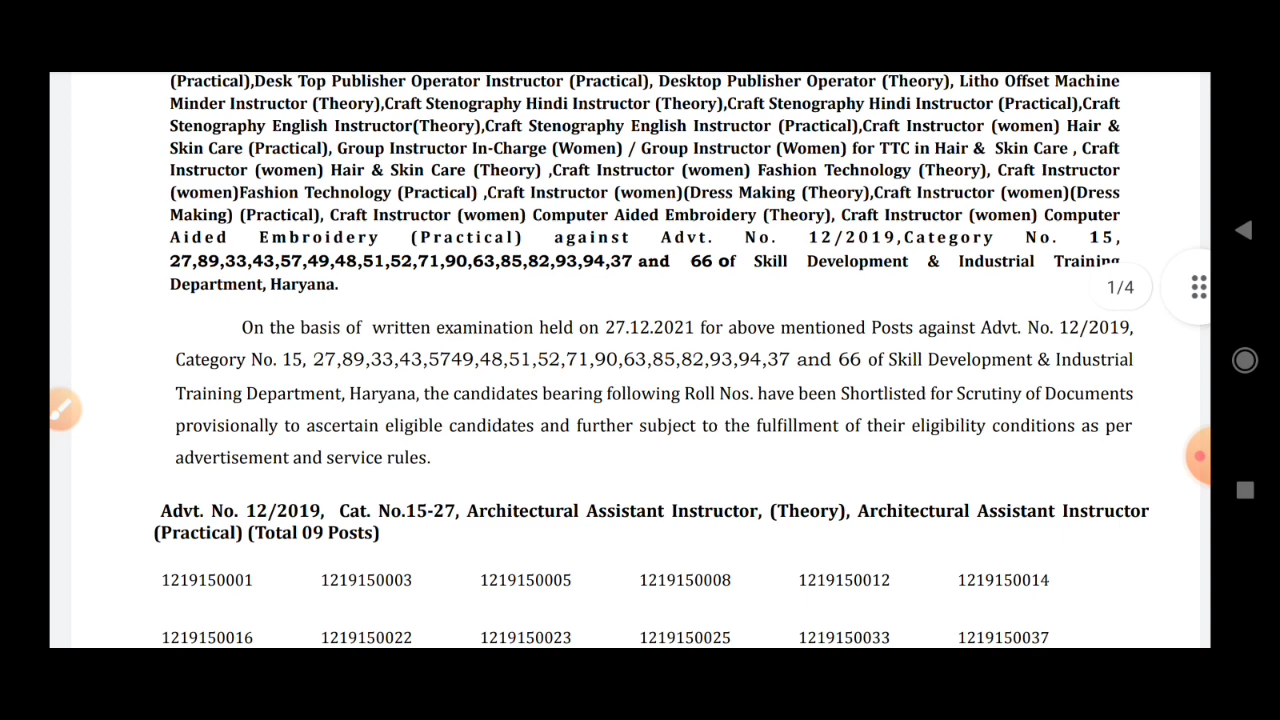 (Practical),Desk Top Publisher Operator Instructor (Practical), Desktop Publisher Operator (Theory), Litho Offset Machine
Minder Instructor (Theory),Craft Stenography Hindi Instructor (Theory),Craft Stenography Hindi Instructor (Practical),Craft
Stenography English Instructor(Theory),Craft Stenography English Instructor (Practical),Craft Instructor (women) Hair &
Skin Care (Practical), Group Instructor In-Charge (Women) / Group Instructor (Women) for TTC in Hair & Skin Care , Craft
Instructor (women) Hair & Skin Care (Theory) ,Craft Instructor (women) Fashion Technology (Theory), Craft Instructor
(women)Fashion Technology (Practical) ,Craft Instructor (women)(Dress Making (Theory),Craft Instructor (women)(Dress
Making) (Practical), Craft Instructor (women) Computer Aided Embroidery (Theory), Craft Instructor (women) Computer
Aided Embroidery (Practical) against Advt. No. 12/2019,Category No. 15,
27,89,33,43,57,49,48,51,52,71,90,63,85,82,93,94,37 and 66 of Skill Development & Industrial Training
Department, Haryana.
1/4
On the basis of written examination held on 27.12.2021 for above mentioned Posts against Advt. No. 12/2019,
Category No. 15, 27,89,33,43,5749,48,51,52,71,90,63,85,82,93,94,37 and 66 of Skill Development & Industrial
Training Department, Haryana, the candidates bearing following Roll Nos. have been Shortlisted for Scrutiny of Documents
provisionally to ascertain eligible candidates and further subject to the fulfillment of their eligibility conditions as per
advertisement and service rules.
Advt. No. 12/2019, Cat. No.15-27, Architectural Assistant Instructor, (Theory), Architectural Assistant Instructor
(Practical) (Total 09 Posts)
1219150001 1219150003 1219150005 1219150008 1219150012 1219150014
1219150016 1219150022 1219150023 1219150025 1219150033 1219150037